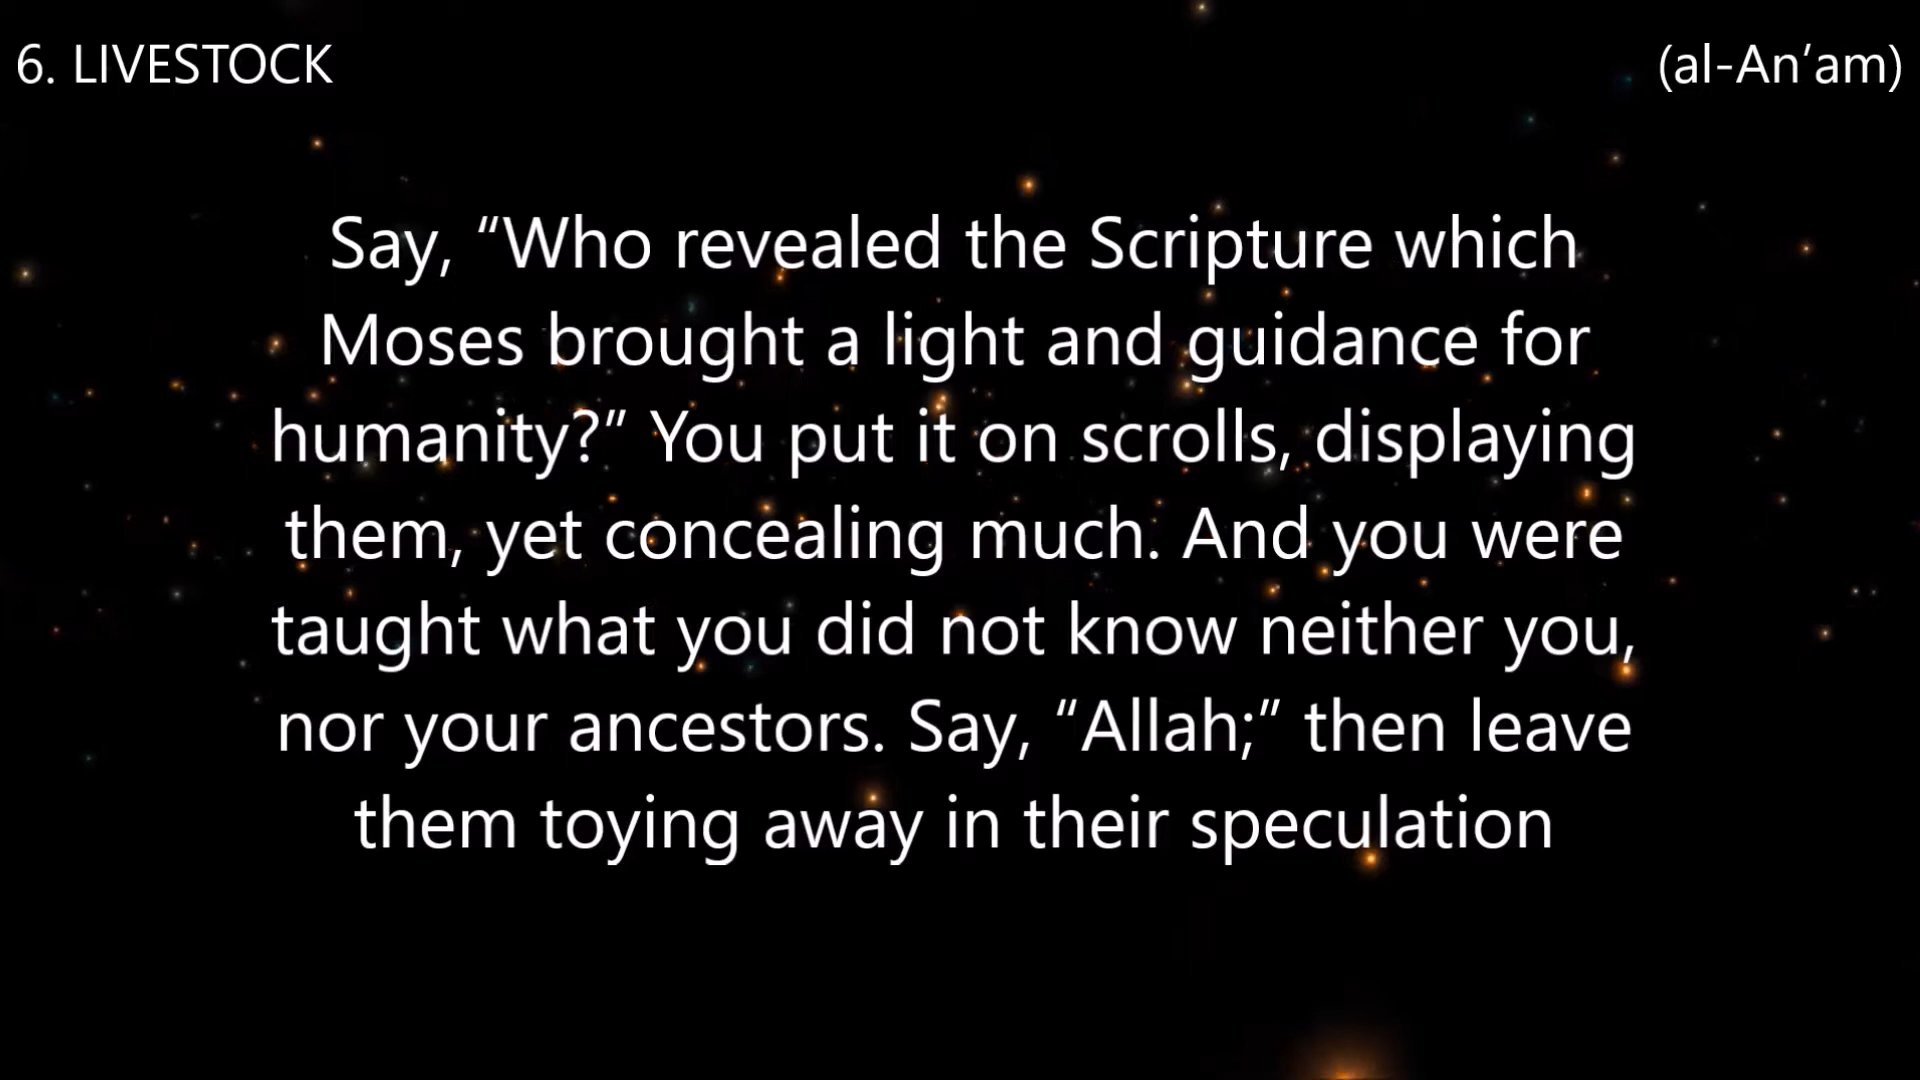 6. LIVESTOCK
(al-An’am)
Say, “Who revealed the Scripture which
Moses brought a light and guidance for
humanity?” You put it on scrolls, displaying
them, yet concealing much. And you were
taught what you did not know neither you,
nor your ancestors. Say, “Allah;” then leave
them toying away in their speculation